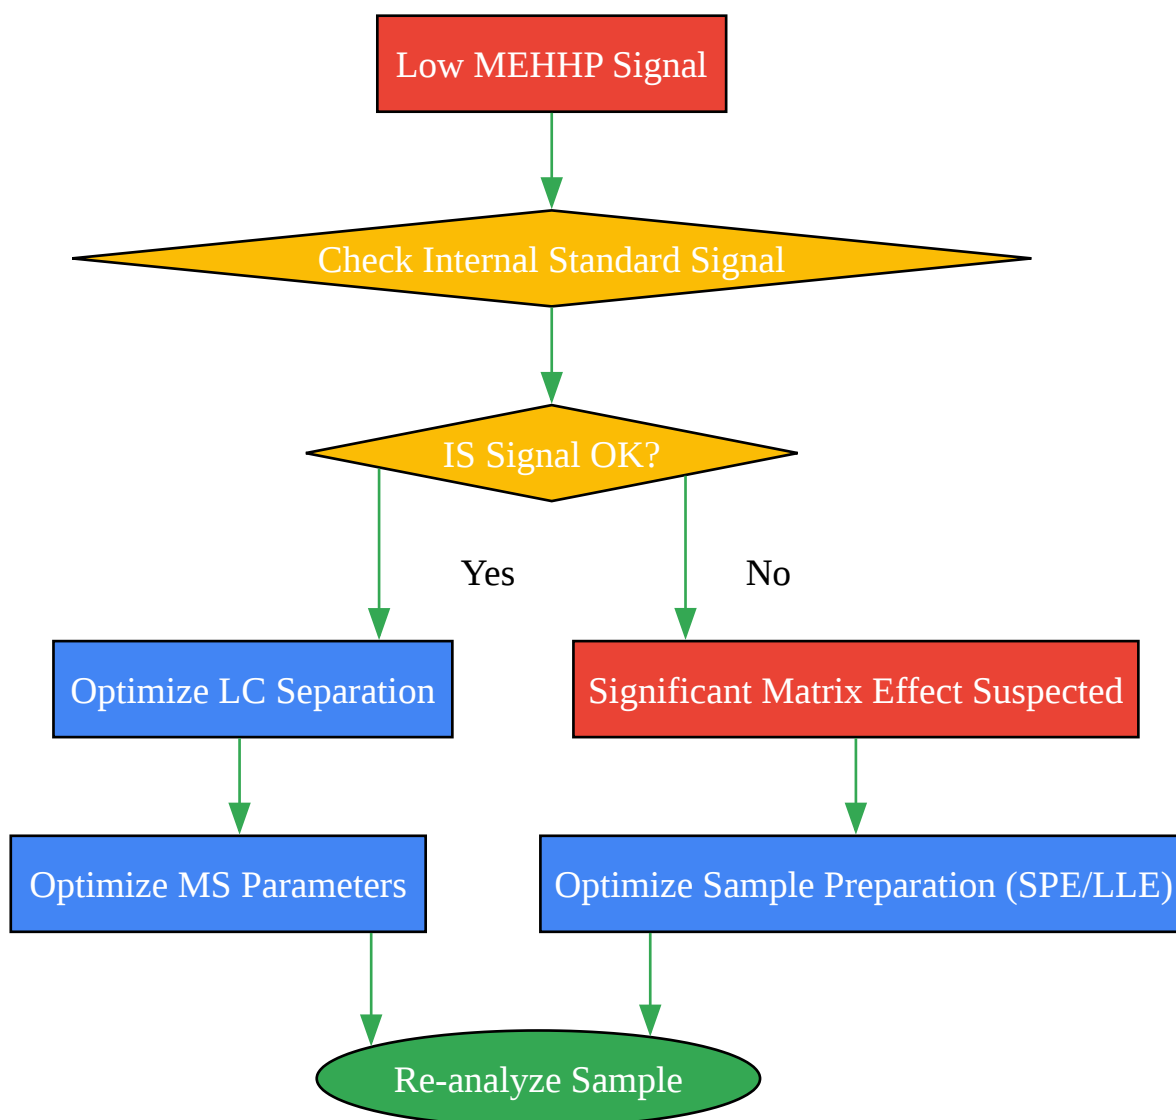 Low MEHHP Signal
Check Internal Standard Signal
IS Signal OK?
Yes
No
Optimize LC Separation
Significant Matrix Effect Suspected
Optimize MS Parameters
Optimize Sample Preparation (SPE/LLE)
Re-analyze Sample